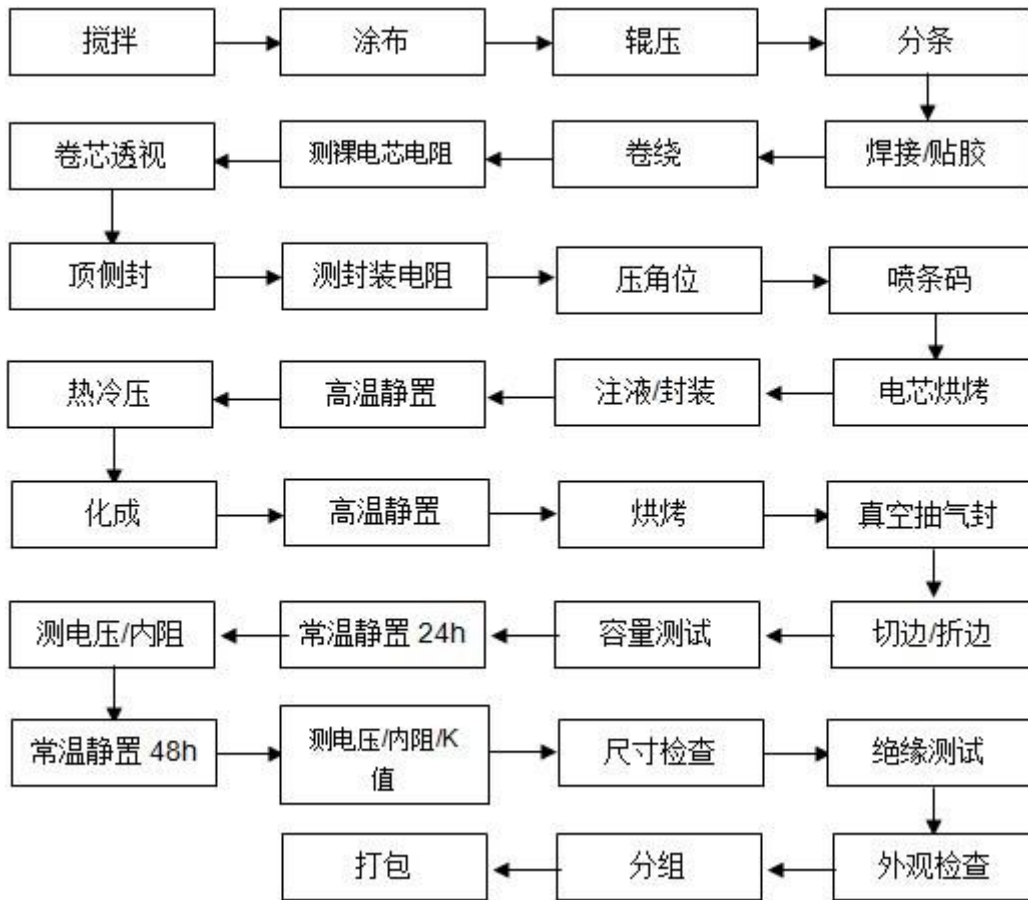 搅拌
涂布
辊压
分条
焊接/贴胶
卷绕
测裸电芯电阻
卷芯透视
顶侧封
测封装电阻
压角位
喷条码
电芯烘烤
注液/封装
高温静置
热冷压
化成
高温静置
烘烤
真空抽气封
切边/折边
容量测试
常温静置 24h
测电压/内阻
常温静置 48h
测电压/内阻/K
值
尺寸检查
绝缘测试
外观检查
分组
打包